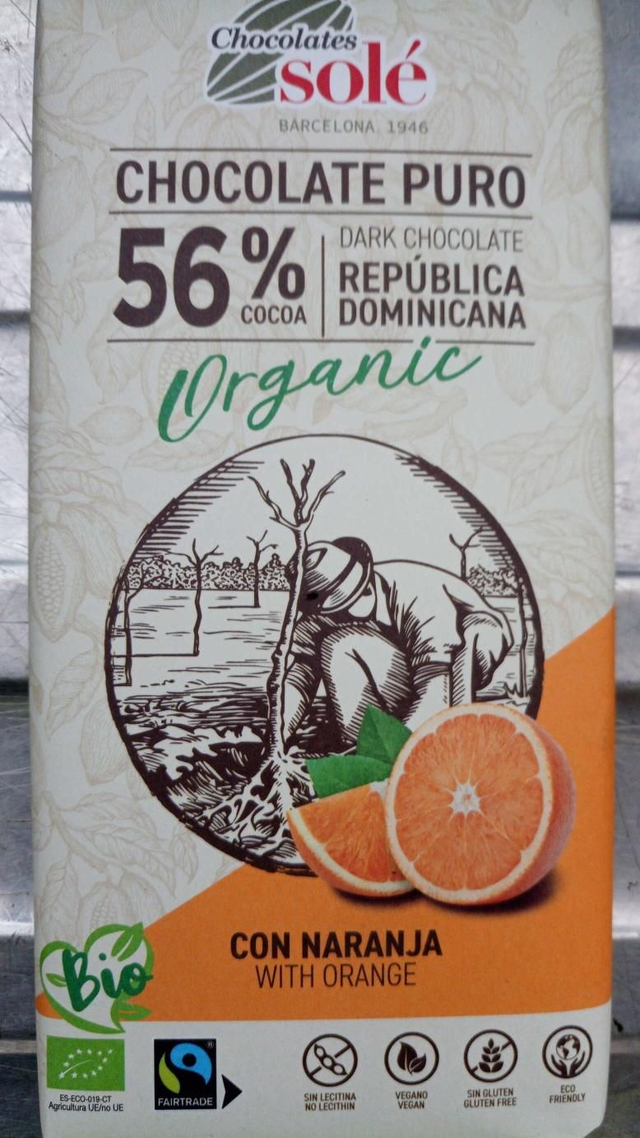 Chocolates
solé
BARCELONA. 1946
CHOCOLATE PURO
56%
COCOA
DARK CHOCOLATE
REPÚBLICA
DOMINICANA
Organic
CON NARANJA
WITH ORANGE
Bio
ES-ECO-019-CT
Agricultura UE/no UE
FAIRTRADE
SIN LECITINA
NO LECITHIN
VEGANO
VEGAN
SIN GLUTEN
GLUTEN FREE
ECO
FRIENDLY